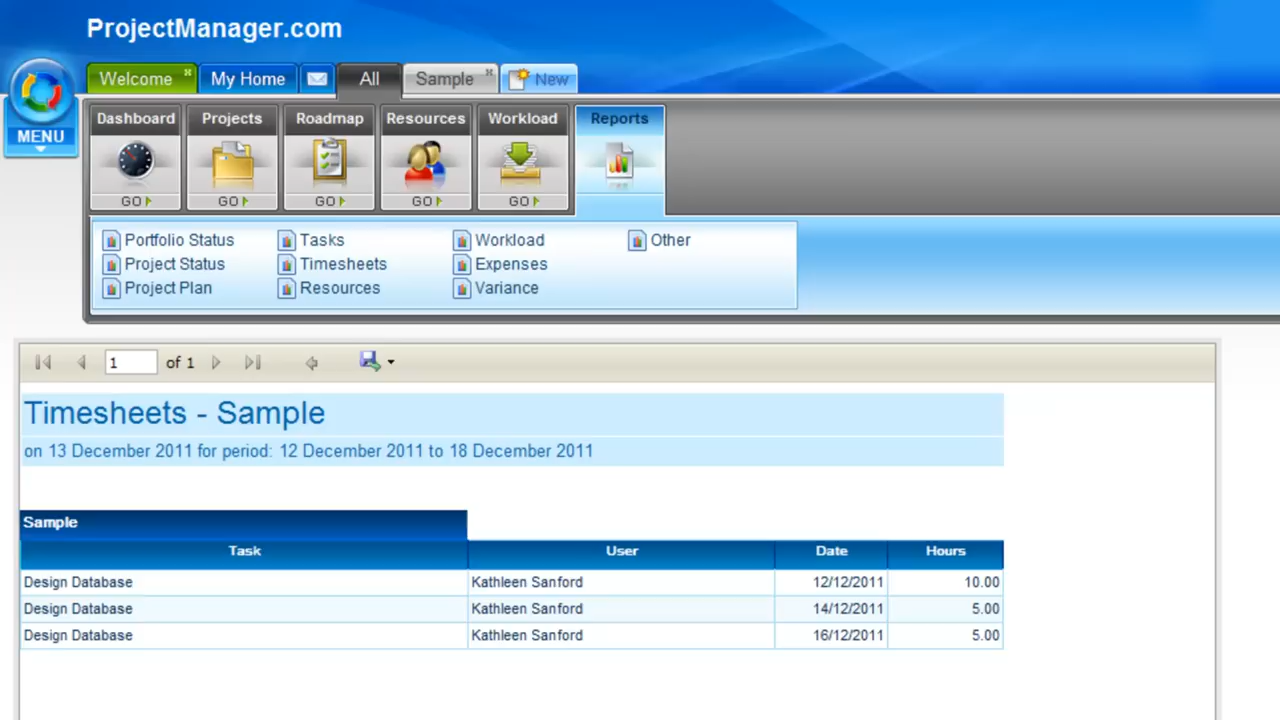 ProjectManager.com
Welcome My Home All Sample New
MENU
Dashboard Projects Roadmap Resources Workload Reports
GO GO GO GO GO
Portfolio Status Tasks Workload Other
Project Status Timesheets Expenses
Project Plan Resources Variance
1 of 1
Timesheets - Sample
on 13 December 2011 for period: 12 December 2011 to 18 December 2011
Sample
Task User Date Hours
Design Database Kathleen Sanford 12/12/2011 10.00
Design Database Kathleen Sanford 14/12/2011 5.00
Design Database Kathleen Sanford 16/12/2011 5.00